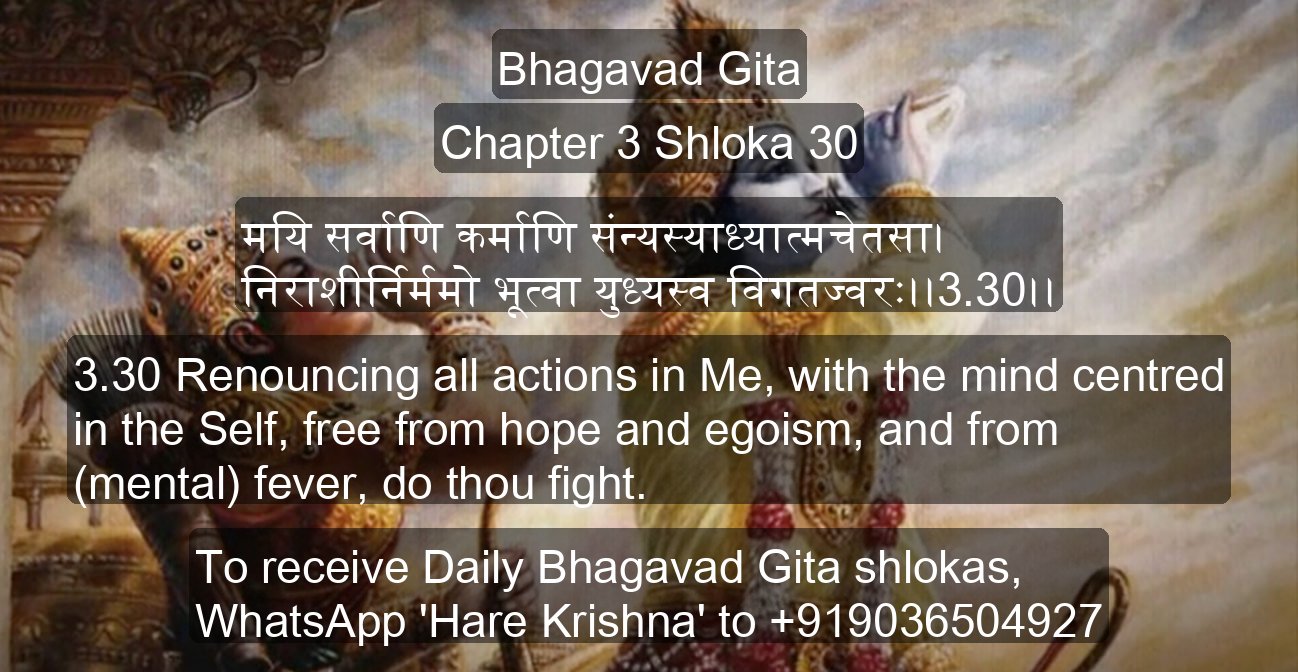 Bhagavad Gita
Chapter 3 Shloka 30
मयि सर्वाणि कर्माणि संन्यस्याध्यात्मचेतसा।
निराशीर्निर्ममो भूत्वा युध्यस्व विगतज्वरः।।3.30।।
3.30 Renouncing all actions in Me, with the mind centred
in the Self, free from hope and egoism, and from
(mental) fever, do thou fight.
To receive Daily Bhagavad Gita shlokas,
WhatsApp 'Hare Krishna' to +919036504927